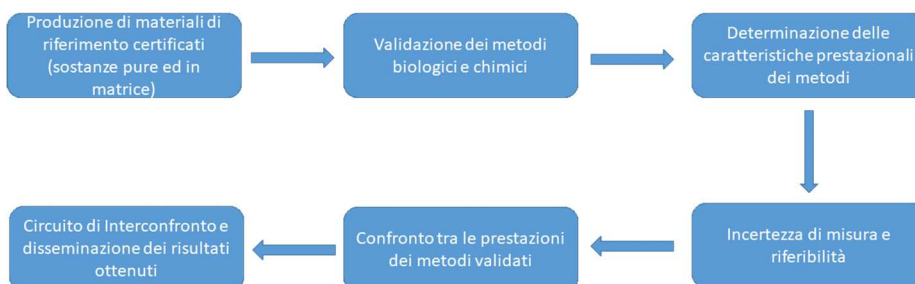 Produzione di materiali di
riferimento certificati
(sostanze pure ed in
matrice)
Validazione dei metodi
biologici e chimici
Determinazione delle
caratteristiche prestazionali
dei metodi
Incertezza di misura e
riferibilità
Confronto tra le prestazioni
dei metodi validati
Circuito di Interconfronto e
disseminazione dei risultati
ottenuti